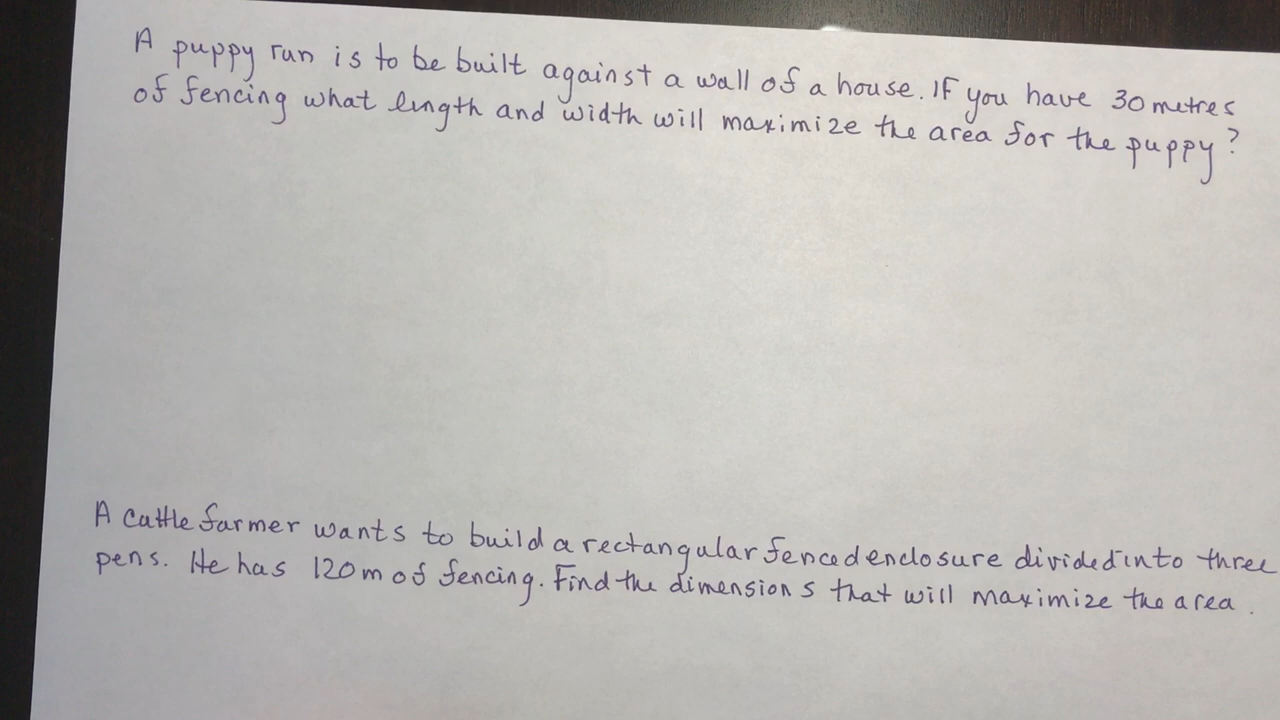 A puppy run is to be built against a wall of a house. If you have 30 metres
of fencing what length and width will maximize the area for the puppy?
A cattle farmer wants to build a rectangular fenced enclosure divided into three
pens. He has 120m of fencing. Find the dimensions that will maximize the area.